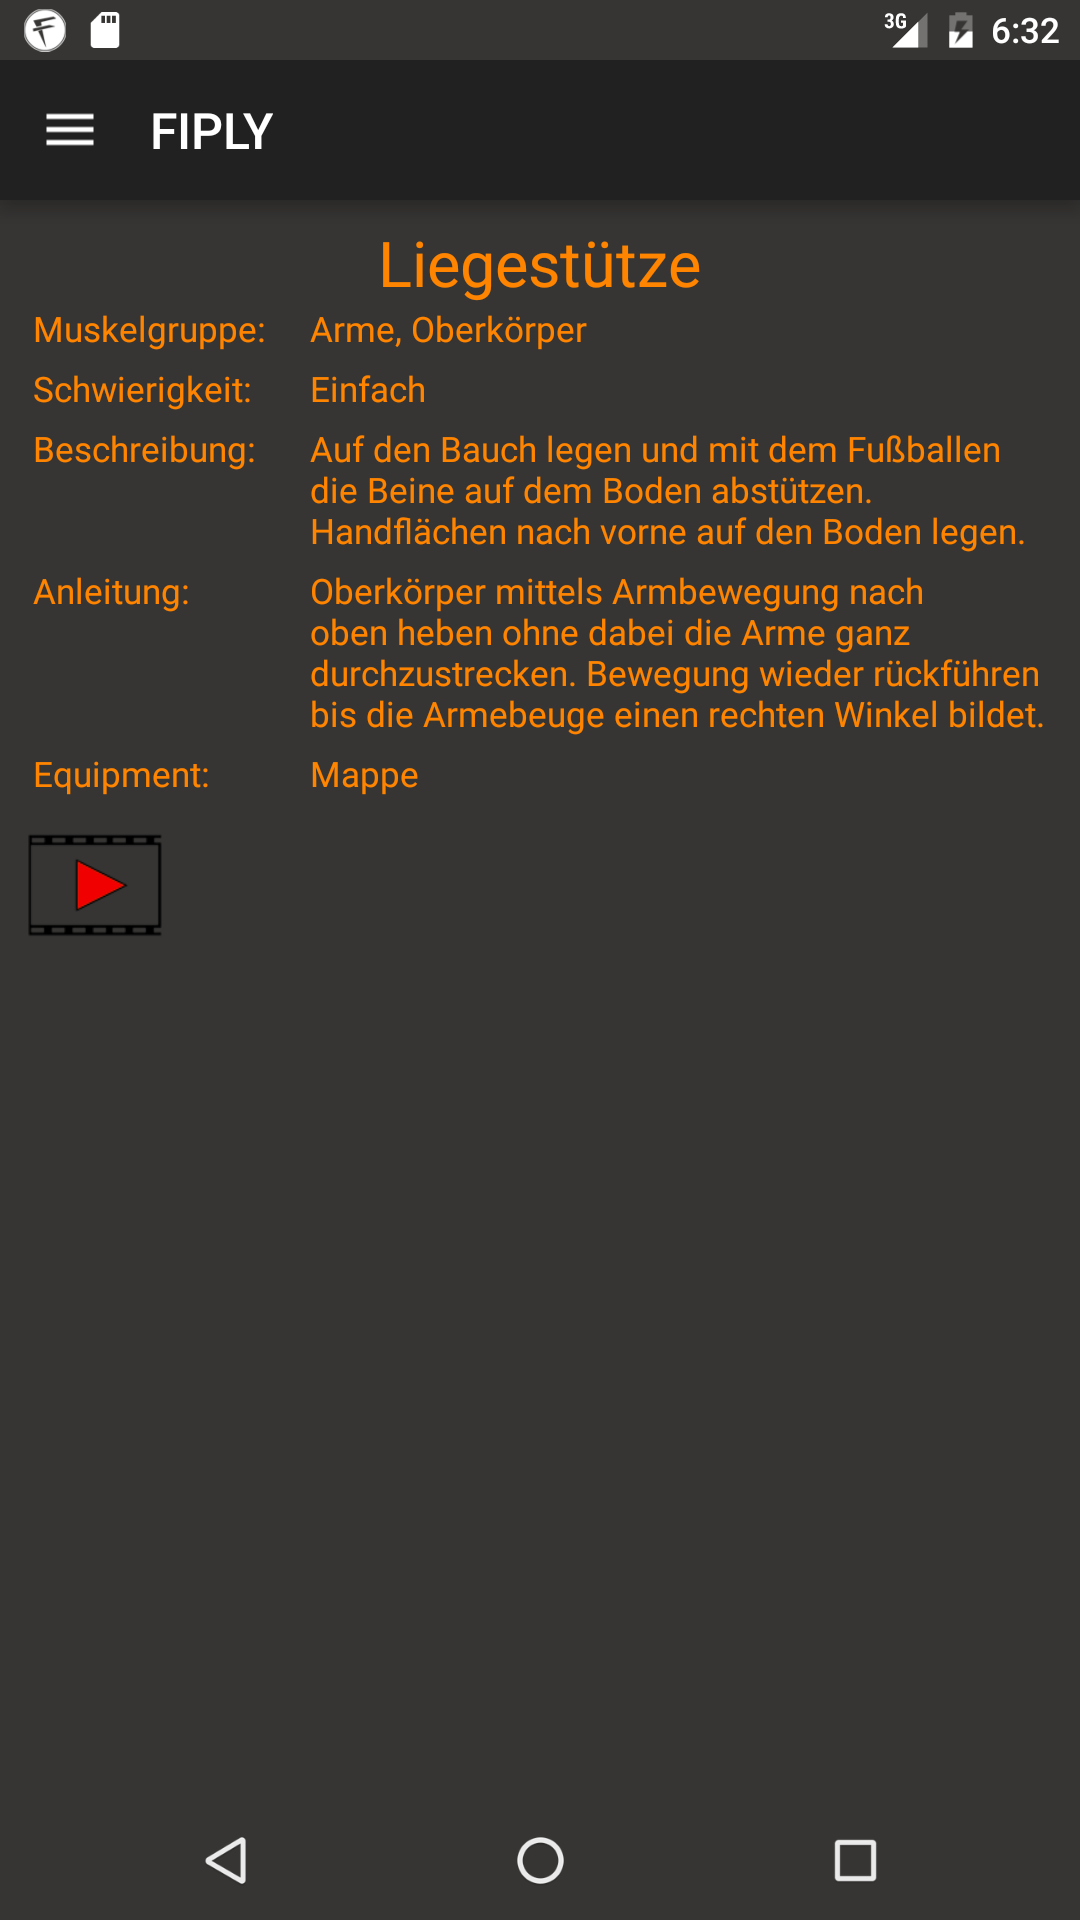 3G 6:32
FIPLY
Liegestütze
Muskelgruppe: Arme, Oberkörper
Schwierigkeit: Einfach
Beschreibung: Auf den Bauch legen und mit dem Fußballen
die Beine auf dem Boden abstützen.
Handflächen nach vorne auf den Boden legen.
Anleitung: Oberkörper mittels Armbewegung nach
oben heben ohne dabei die Arme ganz
durchzustrecken. Bewegung wieder rückführen
bis die Armebeuge einen rechten Winkel bildet.
Equipment: Mappe